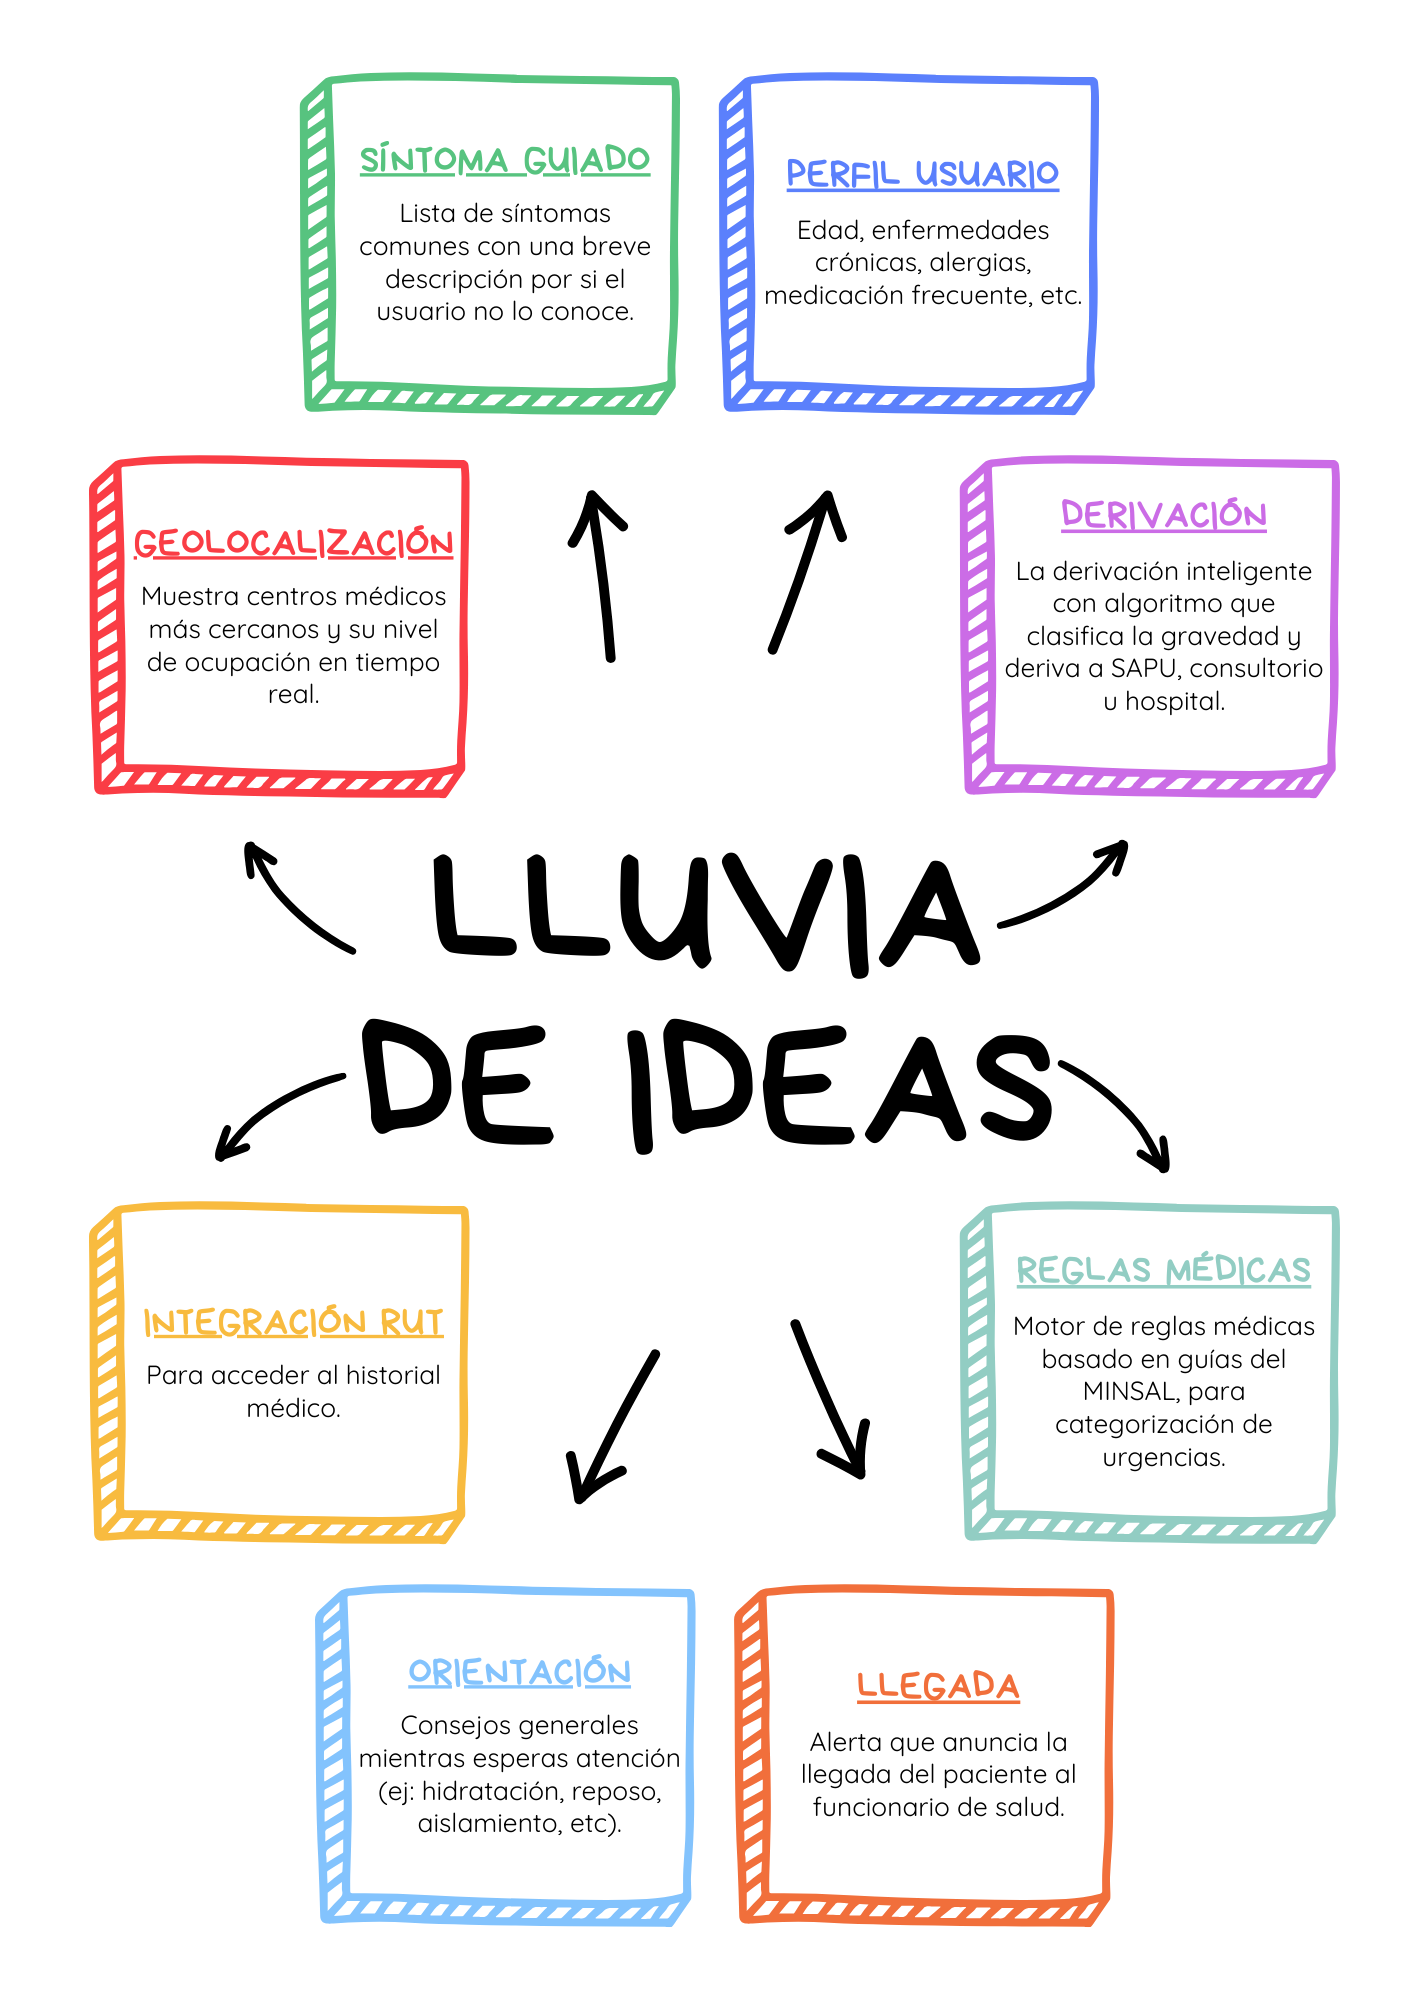 SÍNTOMA GUIADO
Lista de síntomas
comunes con una breve
descripción por si el
usuario no lo conoce.
PERFIL USUARIO
Edad, enfermedades
crónicas, alergias,
medicación frecuente, etc.
GEOLOCALIZACIÓN
Muestra centros médicos
más cercanos y su nivel
de ocupación en tiempo
real.
DERIVACIÓN
La derivación inteligente
con algoritmo que
clasifica la gravedad y
deriva a SAPU, consultorio
u hospital.
LLUVIA
DE IDEAS
INTEGRACIÓN RUT
Para acceder al historial
médico.
REGLAS MÉDICAS
Motor de reglas médicas
basado en guías del
MINSAL, para
categorización de
urgencias.
ORIENTACIÓN
Consejos generales
mientras esperas atención
(ej: hidratación, reposo,
aislamiento, etc).
LLEGADA
Alerta que anuncia la
llegada del paciente al
funcionario de salud.